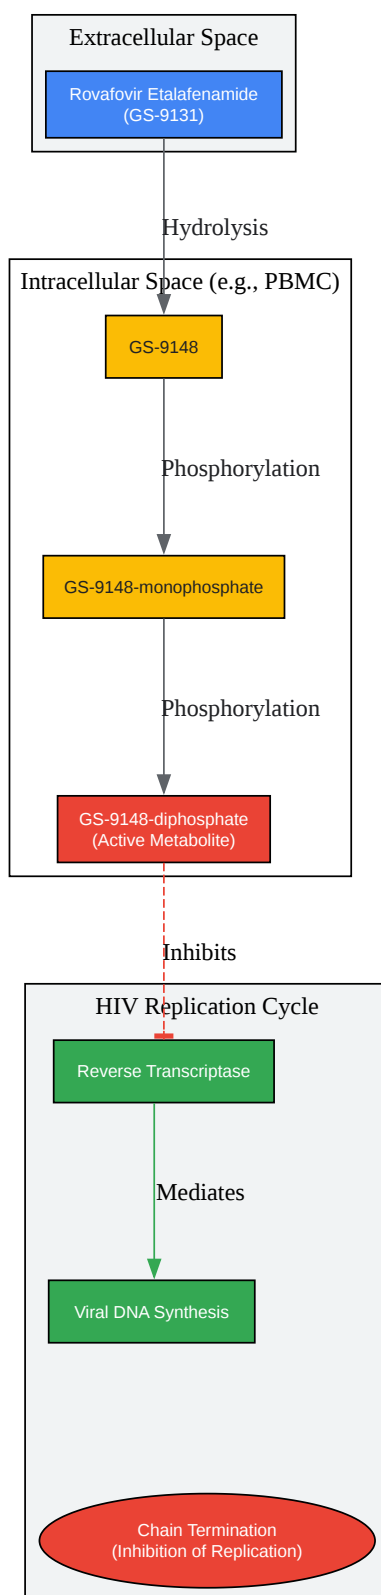 Extracellular Space
Rovafovir Etalafenamide
(GS-9131)
Hydrolysis
Intracellular Space (e.g., PBMC)
GS-9148
Phosphorylation
GS-9148-monophosphate
Phosphorylation
GS-9148-diphosphate
(Active Metabolite)
Inhibits
HIV Replication Cycle
Reverse Transcriptase
Mediates
Viral DNA Synthesis
Chain Termination
(Inhibition of Replication)